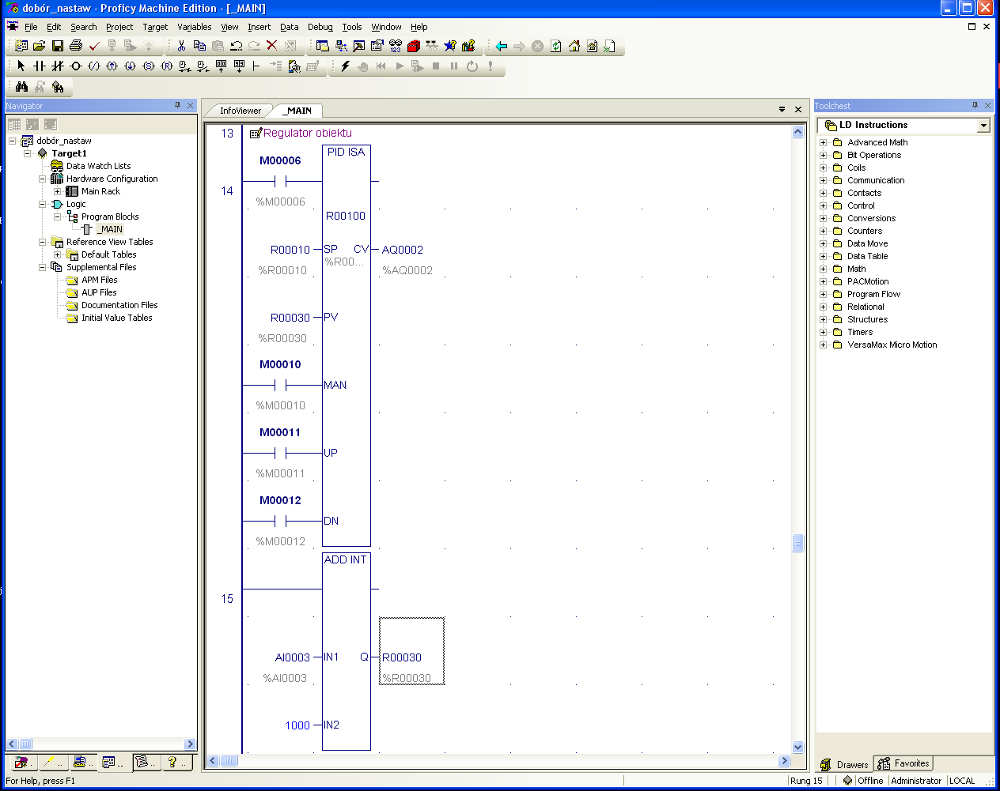 dobór_nastaw - Proficy Machine Edition - [_MAIN]
File Edit Search Project Target Variables View Insert Data Debug Tools Window Help
Navigator
dobór_nastaw
Target1
Data Watch Lists
Hardware Configuration
Main Rack
Logic
Program Blocks
_MAIN
Reference View Tables
Default Tables
Supplemental Files
APM Files
AUP Files
Documentation Files
Initial Value Tables
InfoViewer _MAIN
13 Regulator obiektu
PID ISA
M00006
14
%M00006
R00100
R00010 SP CV AQ0002
%R00...
%R00010 %AQ0002
R00030 PV
%R00030
M00010
MAN
%M00010
M00011
UP
%M00011
M00012
DN
%M00012
ADD INT
15
AI0003 IN1 Q R00030
%AI0003 %R00030
1000 IN2
Toolchest
LD Instructions
Advanced Math
Bit Operations
Coils
Communication
Contacts
Control
Conversions
Counters
Data Move
Data Table
Math
PACMotion
Program Flow
Relational
Structures
Timers
VersaMax Micro Motion
Drawers Favorites
For Help, press F1
Rung 15 Offline Administrator LOCAL